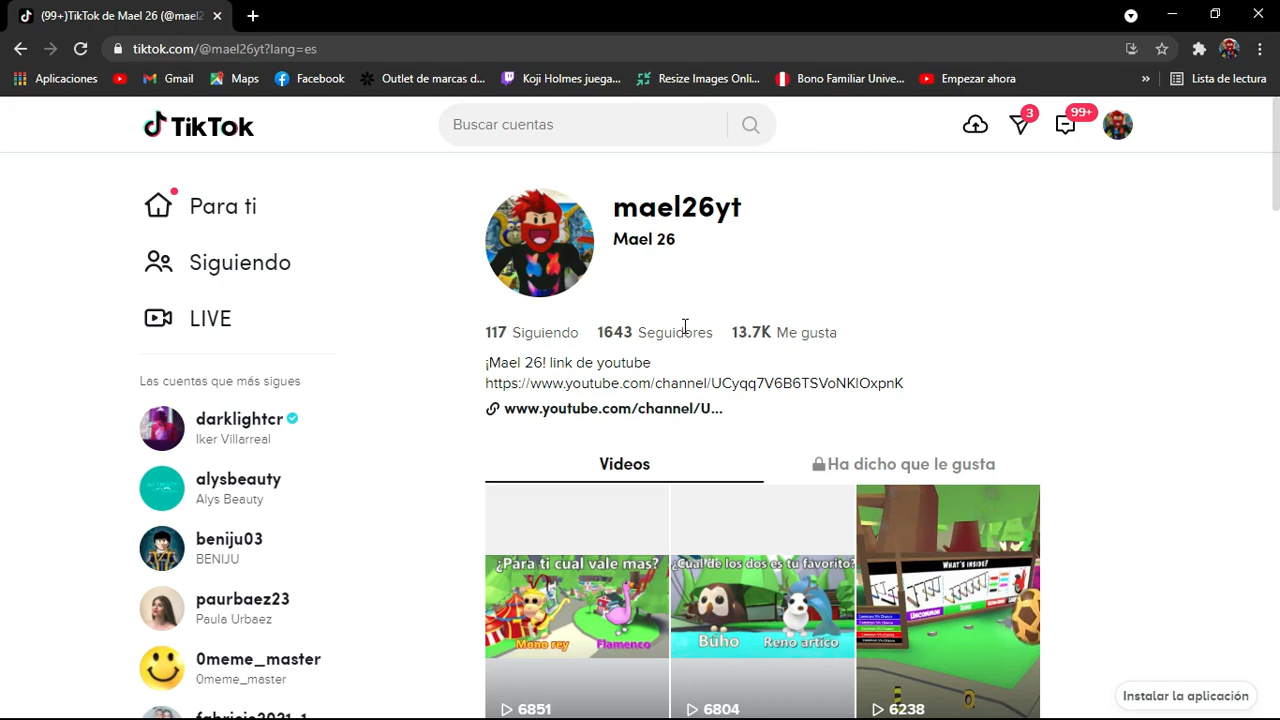 (99+)TikTok de Mael 26 (@mael2
tiktok.com/@mael26yt?lang=es
Aplicaciones Gmail Maps Facebook Outlet de marcas d... Koji Holmes juega... Resize Images Onli... Bono Familiar Unive... Empezar ahora » Lista de lectura
TikTok
Buscar cuentas
3
99+
Para ti
Siguiendo
LIVE
Las cuentas que más sigues
darklightcr
Iker Villarreal
alysbeauty
Alys Beauty
beniju03
BENIJU
paurbaez23
Paula Urbaez
0meme_master
0meme_master
fabricio2021_1
mael26yt
Mael 26
117 Siguiendo 1643 Seguidores 13.7K Me gusta
¡Mael 26! link de youtube
https://www.youtube.com/channel/UCyqq7V6B6TSVoNKlOxpnK
www.youtube.com/channel/U...
Videos
Ha dicho que le gusta
¿Para ti cual vale mas?
Mono rey Flamenco
6851
¿Cual de los dos es tu favorito?
Búho Reno artico
6804
WHAT'S INSIDE?
UNCOMMON
6238
Instalar la aplicación